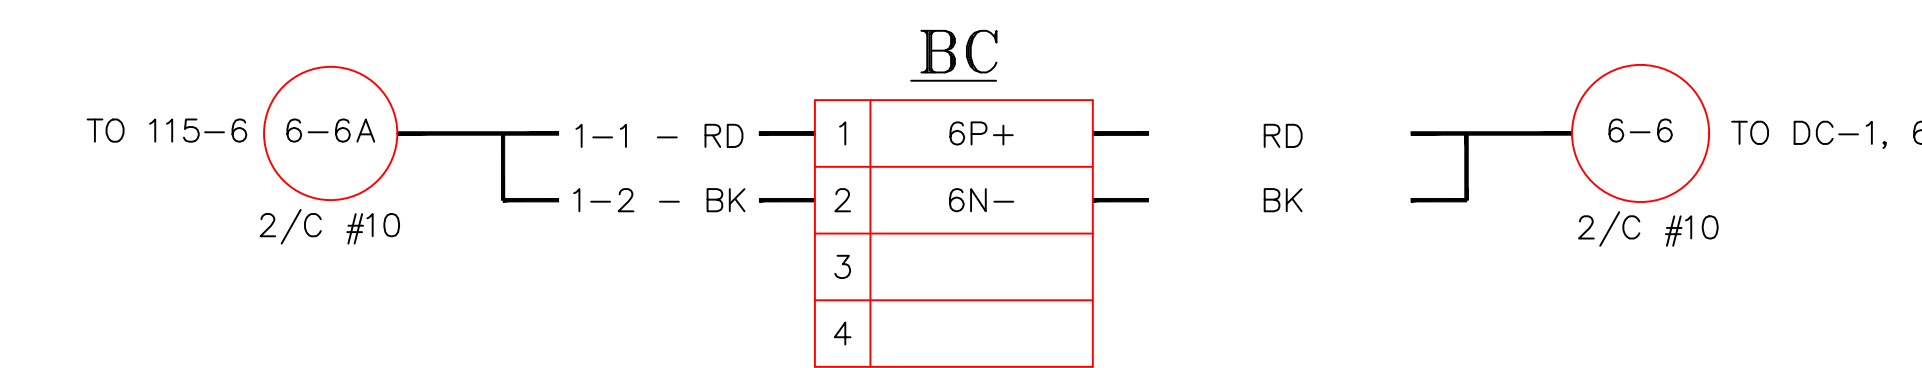 BC
TO 115-6 6-6A 1-1 - RD 1 6P+ RD 6-6 TO DC-1,
1-2 - BK 2 6N- BK
2/C #10 2/C #10
3
4